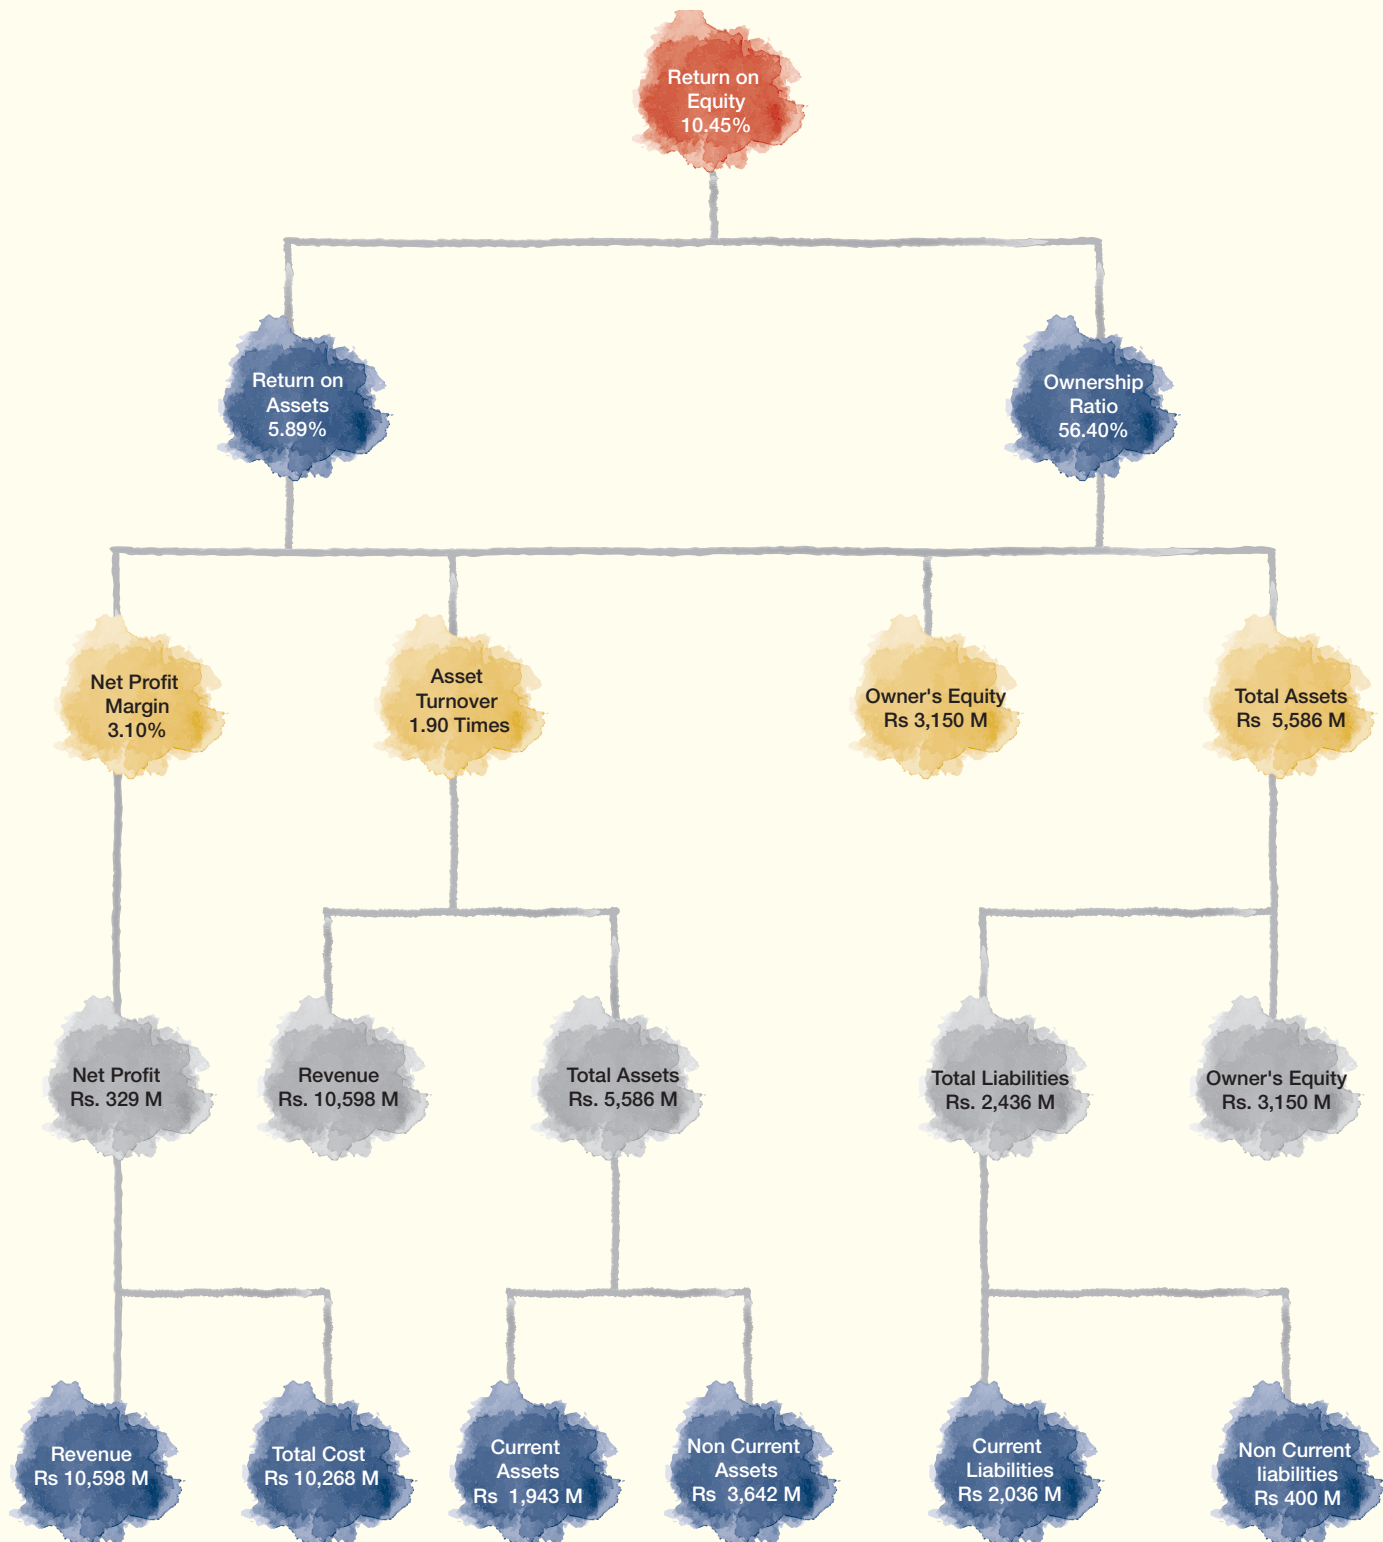 Return on
Equity
10.45%
Return on
Assets
5.89%
Ownership
Ratio
56.40%
Net Profit
Margin
3.10%
Asset
Turnover
1.90 Times
Owner's Equity
Rs 3,150 M
Total Assets
Rs 5,586 M
Net Profit
Rs. 329 M
Revenue
Rs. 10,598 M
Total Assets
Rs. 5,586 M
Total Liabilities
Rs. 2,436 M
Owner's Equity
Rs. 3,150 M
Revenue
Rs 10,598 M
Total Cost
Rs 10,268 M
Current
Assets
Rs 1,943 M
Non Current
Assets
Rs 3,642 M
Current
Liabilities
Rs 2,036 M
Non Current
liabilities
Rs 400 M